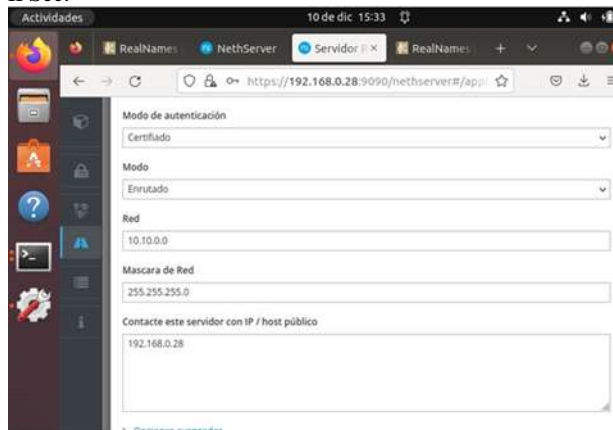 Actividades
10 de dic 15:33
RealNames
NethServer
Servidor
RealNames
https://192.168.0.28:9090/nethserver#/appl
Modo de autenticación
Certifiado
Modo
Enrutado
Red
10.10.0.0
Mascara de Red
255.255.255.0
Contacte este servidor con IP / host público
192.168.0.28